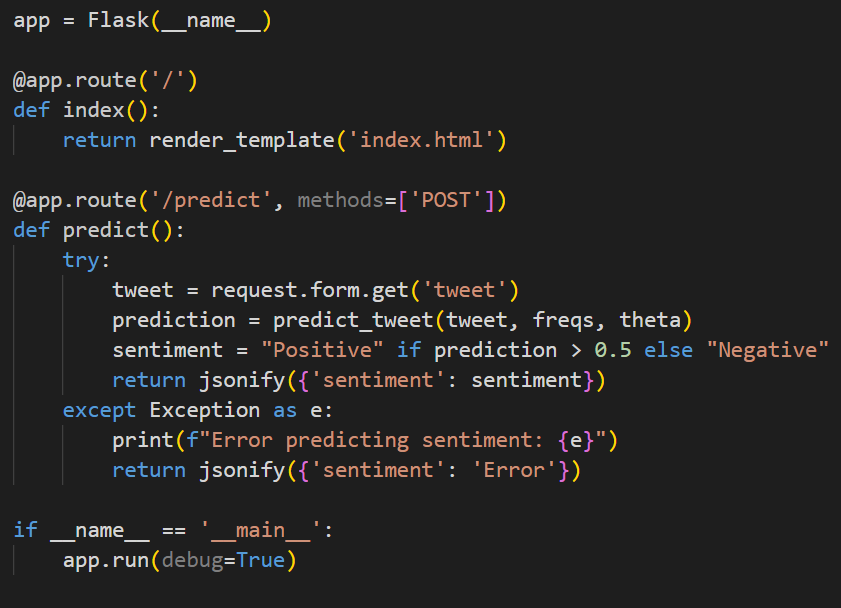 app = Flask(__name__)
@app.route('/')
def index():
    return render_template('index.html')
@app.route('/predict', methods=['POST'])
def predict():
    try:
        tweet = request.form.get('tweet')
        prediction = predict_tweet(tweet, freqs, theta)
        sentiment = "Positive" if prediction > 0.5 else "Negative"
        return jsonify({'sentiment': sentiment})
    except Exception as e:
        print(f"Error predicting sentiment: {e}")
        return jsonify({'sentiment': 'Error'})
if __name__ == '__main__':
    app.run(debug=True)